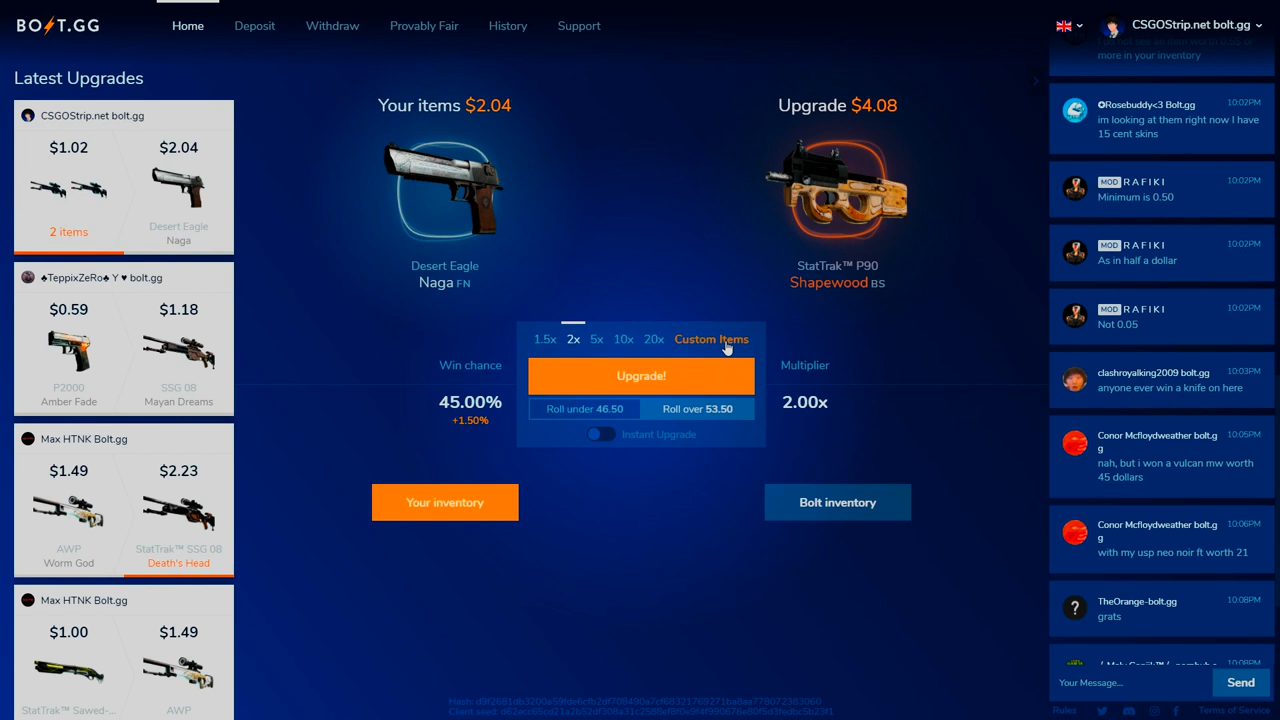 BOLT.GG
Home
Deposit
Withdraw
Provably Fair
History
Support
CSGOStrip.net bolt.gg
Latest Upgrades
CSGOStrip.net bolt.gg
$1.02
$2.04
2 items
Desert Eagle
Naga
♣TeppixZeRo♣ Y ♥ bolt.gg
$0.59
$1.18
P2000
Amber Fade
SSG 08
Mayan Dreams
Max HTNK Bolt.gg
$1.49
$2.23
AWP
Worm God
StatTrak™ SSG 08
Death's Head
Max HTNK Bolt.gg
$1.00
$1.49
StatTrak™ Sawed-...
AWP
Your items $2.04
Desert Eagle
Naga FN
Upgrade $4.08
StatTrak™ P90
Shapewood BS
1.5x 2x 5x 10x 20x Custom Items
Upgrade!
Roll under 46.50
Roll over 53.50
Instant Upgrade
Win chance
45.00%
+1.50%
Multiplier
2.00x
Your inventory
Bolt inventory
more in your inventory
✪Rosebuddy<3 Bolt.gg 10:02PM
im looking at them right now I have
15 cent skins
MOD R A F I K I 10:02PM
Minimum is 0.50
MOD R A F I K I 10:02PM
As in half a dollar
MOD R A F I K I 10:02PM
Not 0.05
clashroyalking2009 bolt.gg 10:03PM
anyone ever win a knife on here
Conor Mcfloydweather bolt.g 10:05PM
g
nah, but i won a vulcan mw worth
45 dollars
Conor Mcfloydweather bolt.g 10:06PM
g
with my usp neo noir ft worth 21
TheOrange-bolt.gg 10:08PM
grats
10:08PM
Your Message...
Send
Rules
Terms of Service